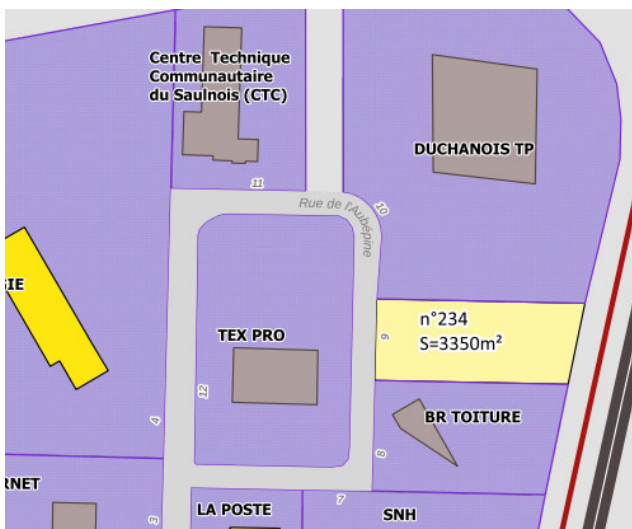 Centre Technique
Communautaire
du Saulnois (CTC)
DUCHANOIS TP
11
Rue de l'Aubépine
10
GIE
n°234
S=3350m²
9
TEX PRO
12
4
BR TOITURE
8
RNET
LA POSTE
7
SNH
3